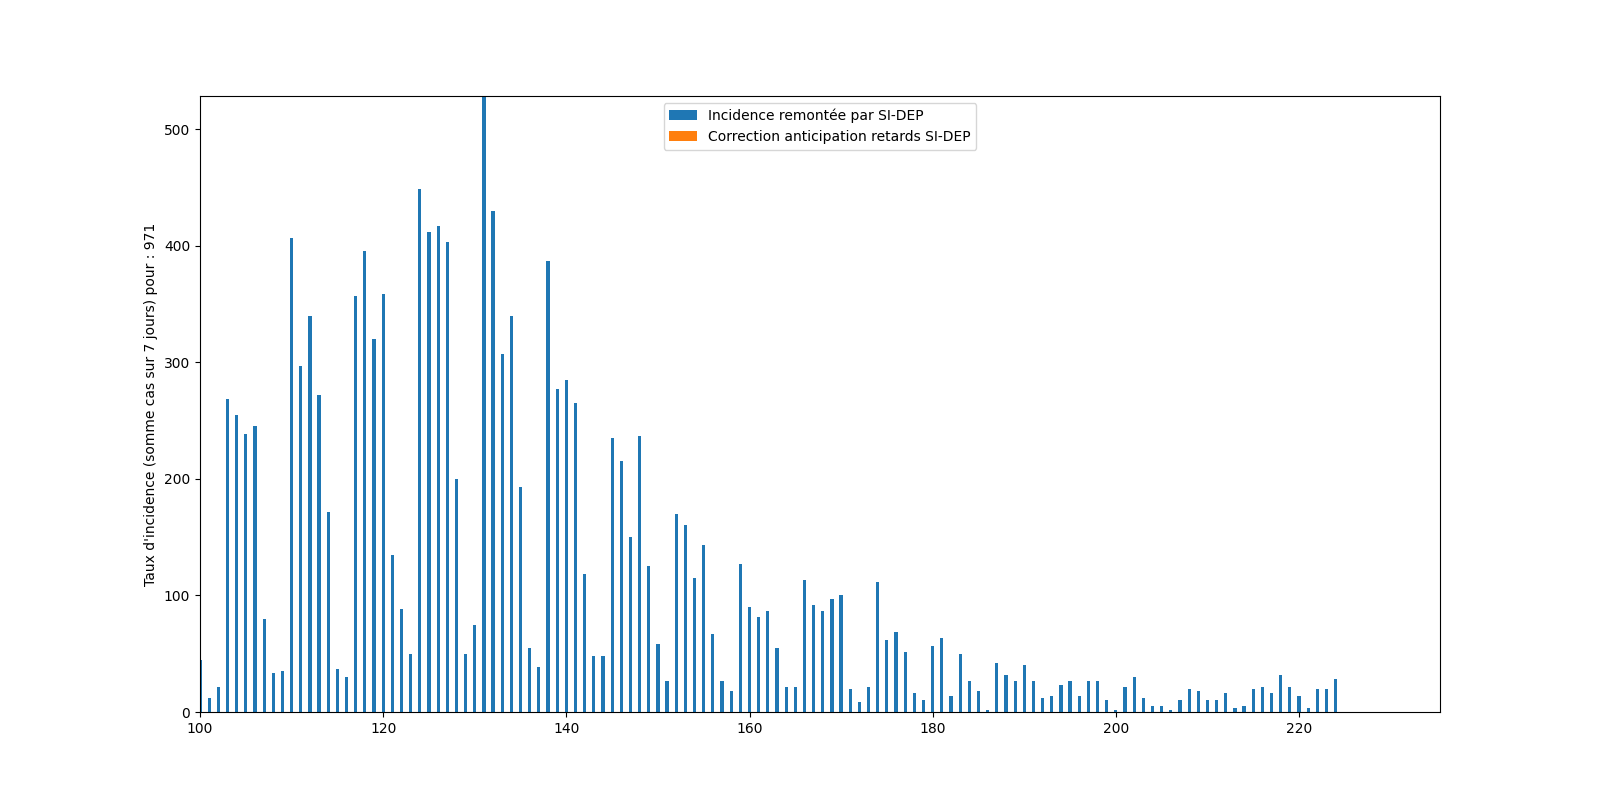 Incidence remontée par SI-DEP
Correction anticipation retards SI-DEP
Taux d'incidence (somme cas sur 7 jours) pour : 971
500
400
300
200
100
0
100 120 140 160 180 200 220